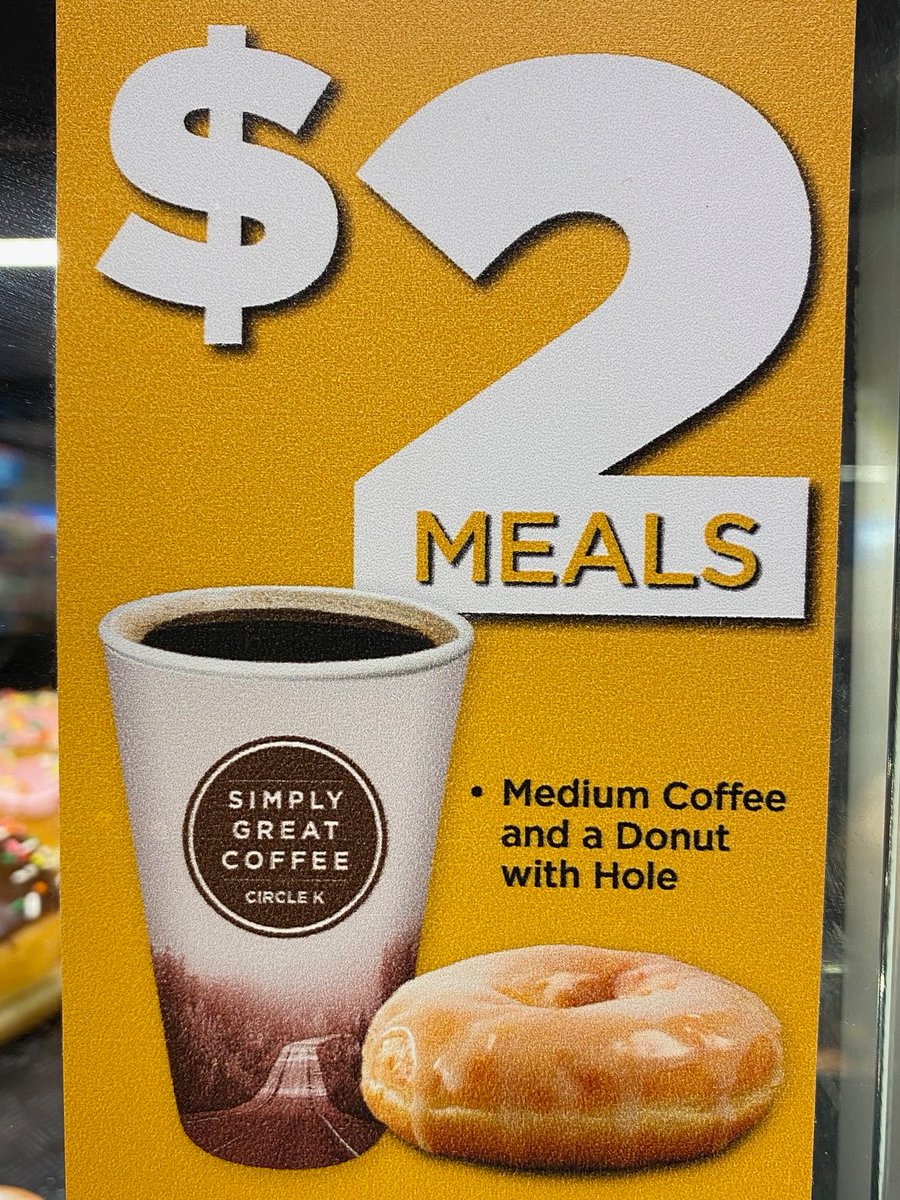 $2
MEALS
SIMPLY
GREAT
COFFEE
CIRCLE K
• Medium Coffee
and a Donut
with Hole